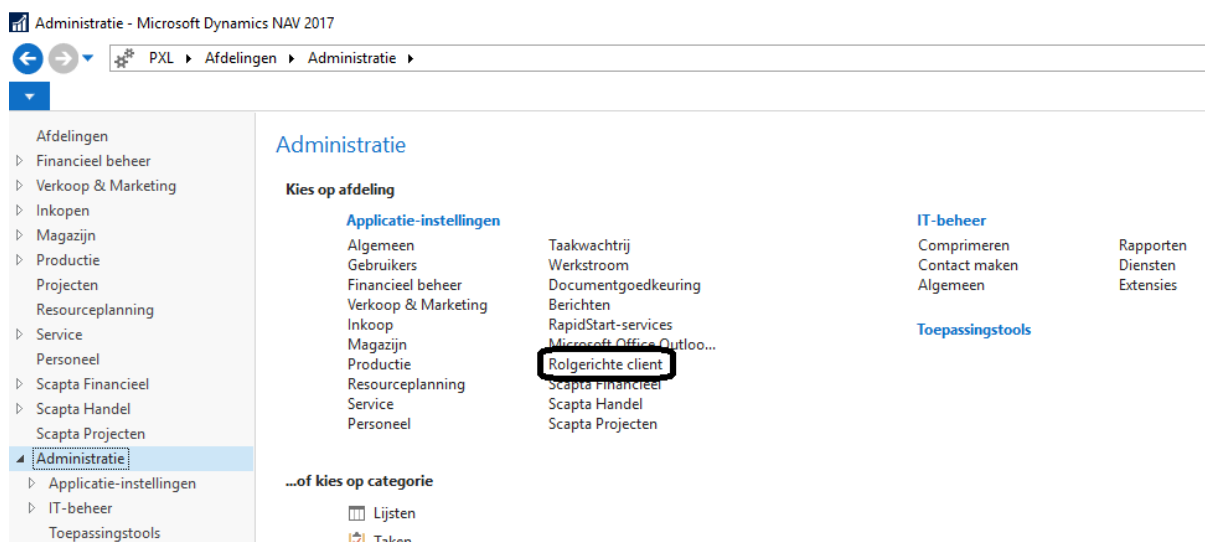 Administratie - Microsoft Dynamics NAV 2017
PXL Afdelingen Administratie
Afdelingen
Financieel beheer
Verkoop & Marketing
Inkopen
Magazijn
Productie
Projecten
Resourceplanning
Service
Personeel
Scapta Financieel
Scapta Handel
Scapta Projecten
Administratie
Applicatie-instellingen
IT-beheer
Toepassingstools
Administratie
Kies op afdeling
Applicatie-instellingen
Algemeen
Gebruikers
Financieel beheer
Verkoop & Marketing
Inkoop
Magazijn
Productie
Resourceplanning
Service
Personeel
Taakwachtrij
Werkstroom
Documentgoedkeuring
Berichten
RapidStart-services
Microsoft Office Outloo...
Rolgerichte client
Scapta Financieel
Scapta Handel
Scapta Projecten
IT-beheer
Comprimeren
Contact maken
Algemeen
Rapporten
Diensten
Extensies
Toepassingstools
...of kies op categorie
Lijsten
Taken